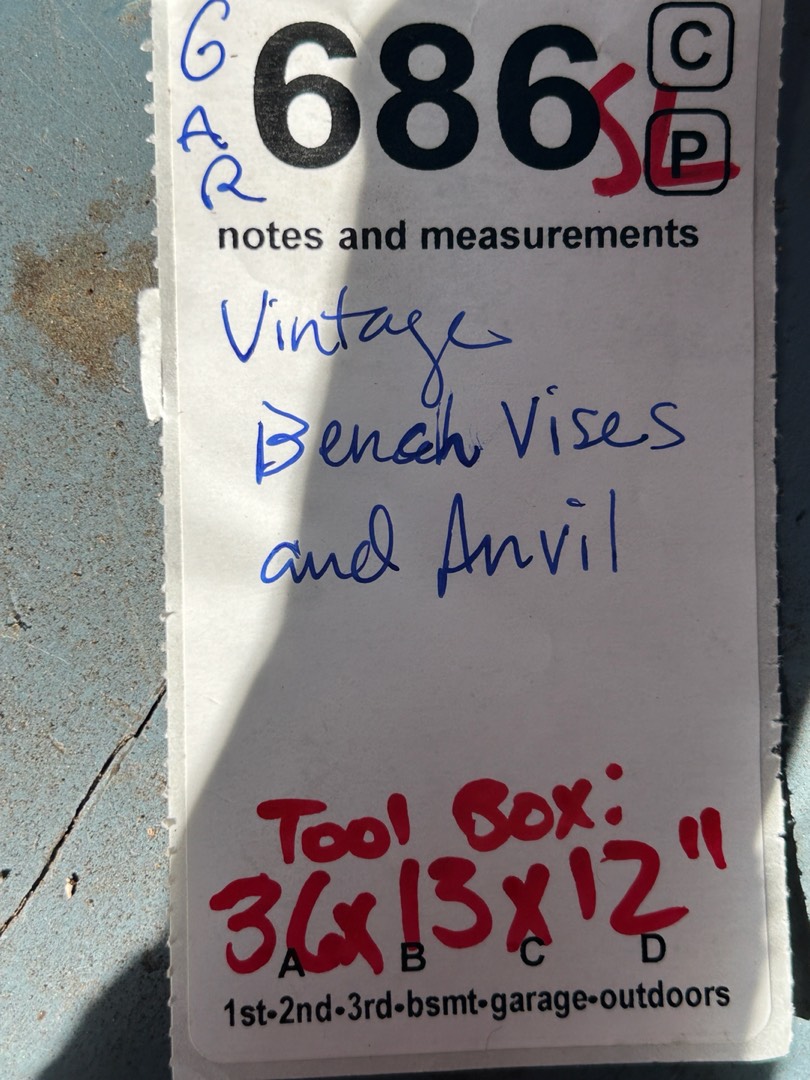 GAR
686
SL
C
P
notes and measurements
Vintage
Bench Vises
and Anvil
Tool Box:
36x13x12"
A B C D
1st•2nd•3rd•bsmt•garage•outdoors